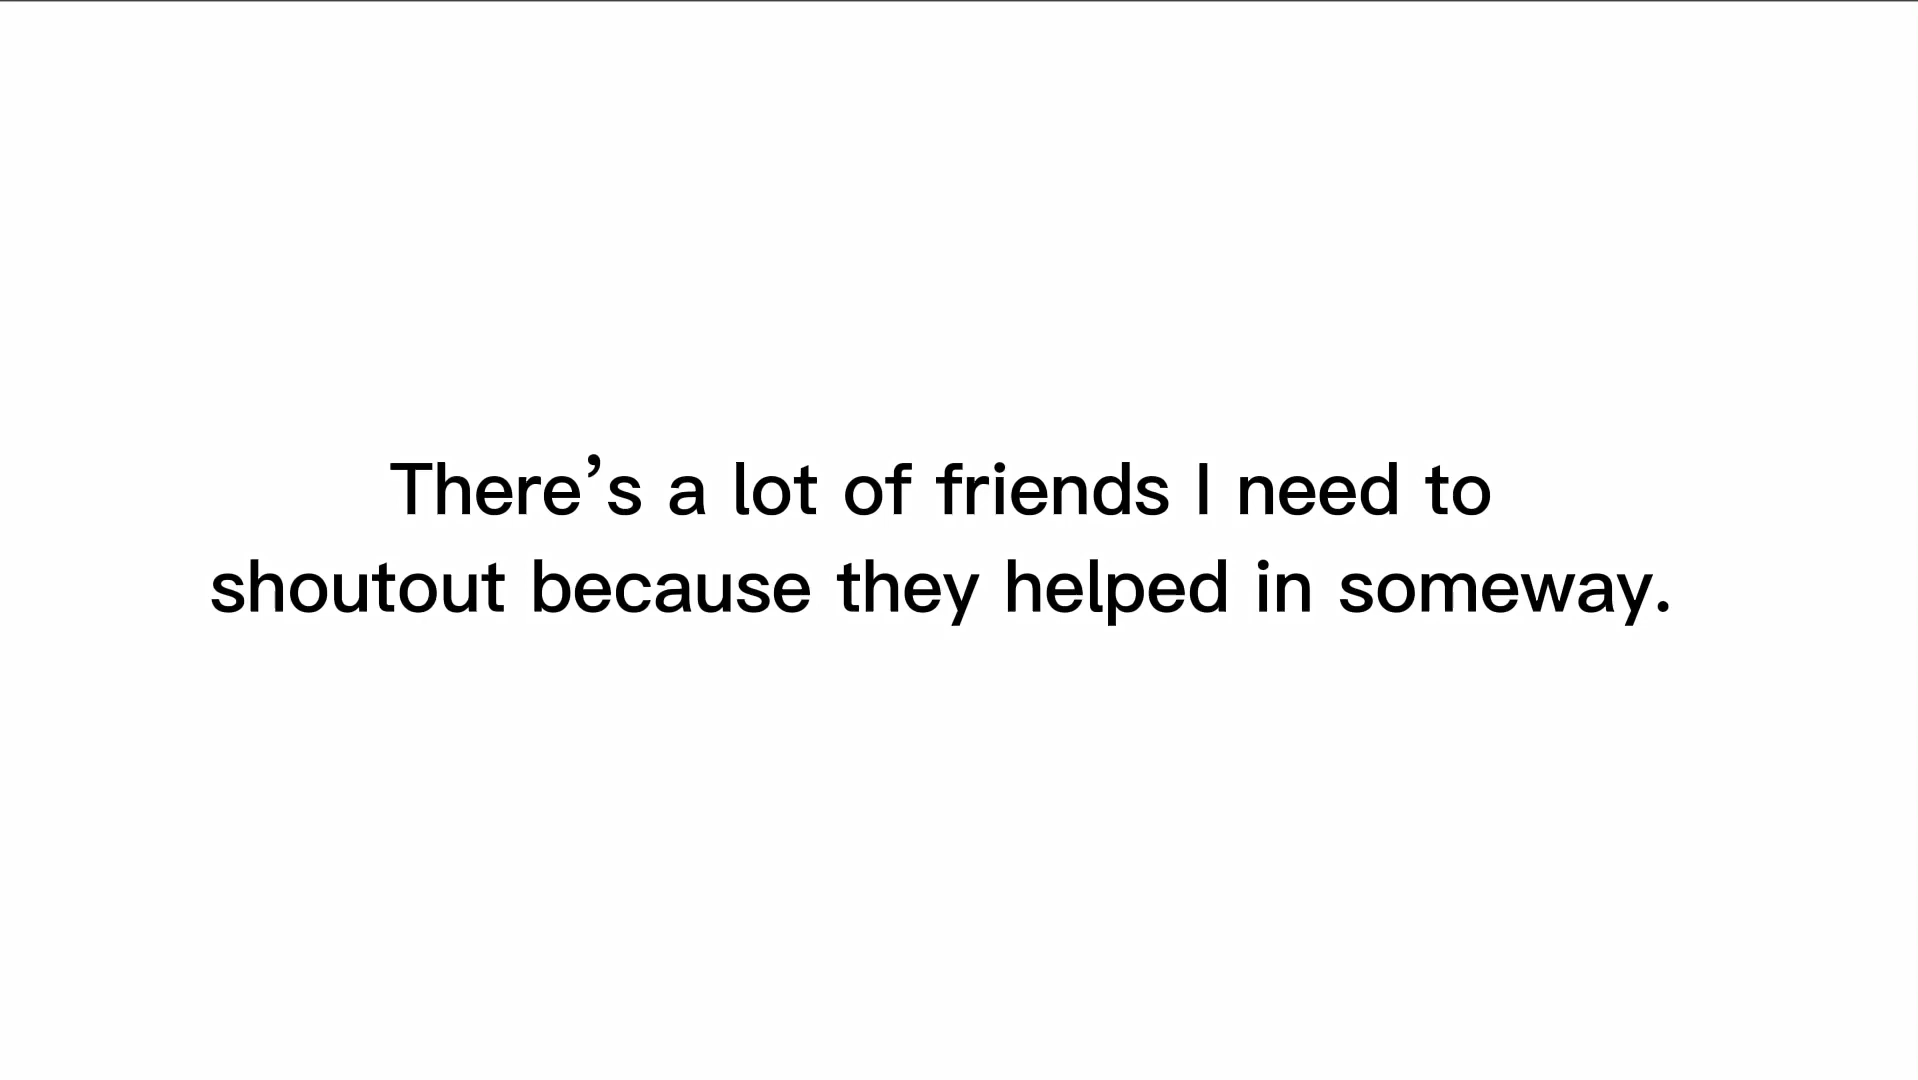 There’s a lot of friends I need to
shoutout because they helped in someway.